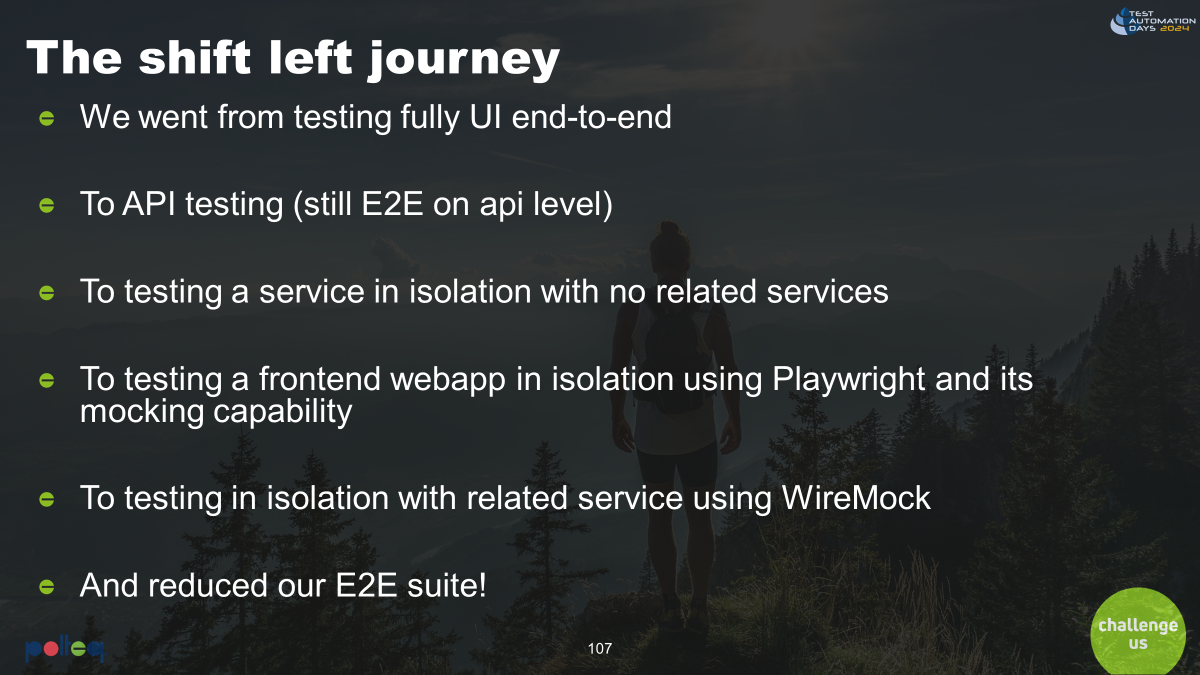 TEST
AUTOMATION
DAYS 2024
The shift left journey
We went from testing fully UI end-to-end
To API testing (still E2E on api level)
To testing a service in isolation with no related services
To testing a frontend webapp in isolation using Playwright and its
mocking capability
To testing in isolation with related service using WireMock
And reduced our E2E suite!
polteq
107
challenge
us